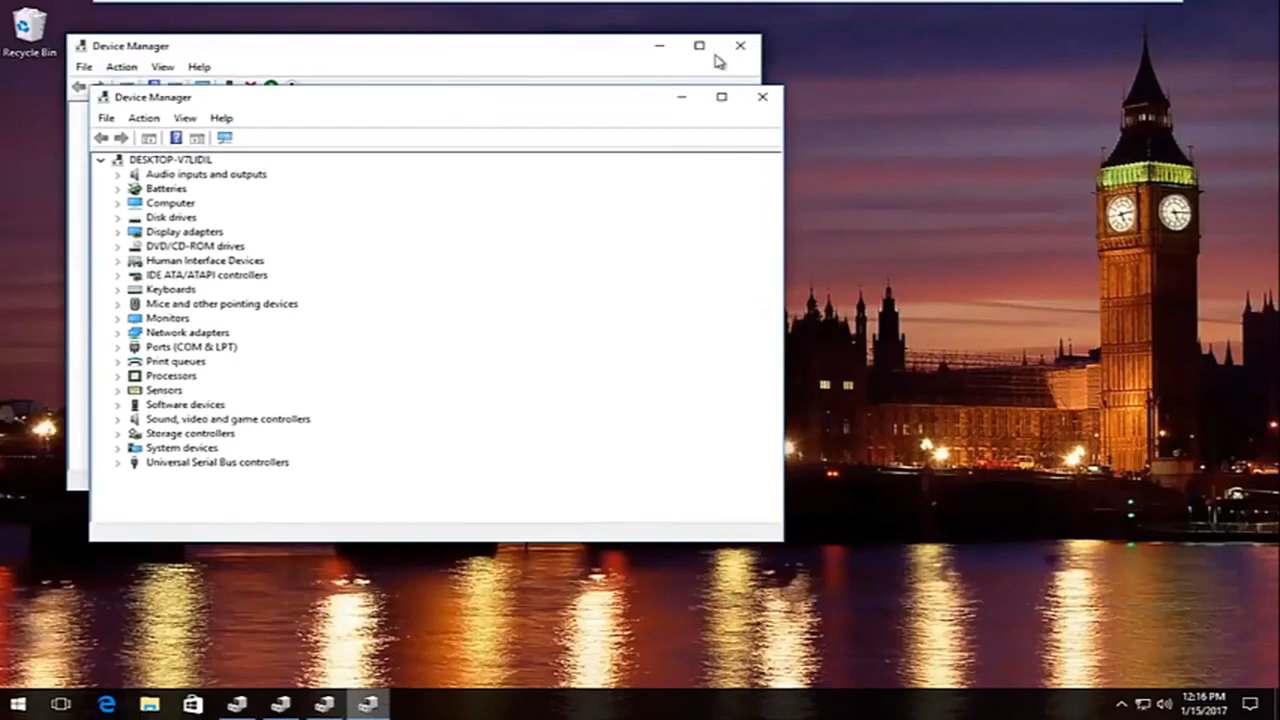 Recycle Bin
Device Manager
File Action View Help
Device Manager
File Action View Help
DESKTOP-V7LIDIL
Audio inputs and outputs
Batteries
Computer
Disk drives
Display adapters
DVD/CD-ROM drives
Human Interface Devices
IDE ATA/ATAPI controllers
Keyboards
Mice and other pointing devices
Monitors
Network adapters
Ports (COM & LPT)
Print queues
Processors
Sensors
Software devices
Sound, video and game controllers
Storage controllers
System devices
Universal Serial Bus controllers
12:16 PM
1/15/2017